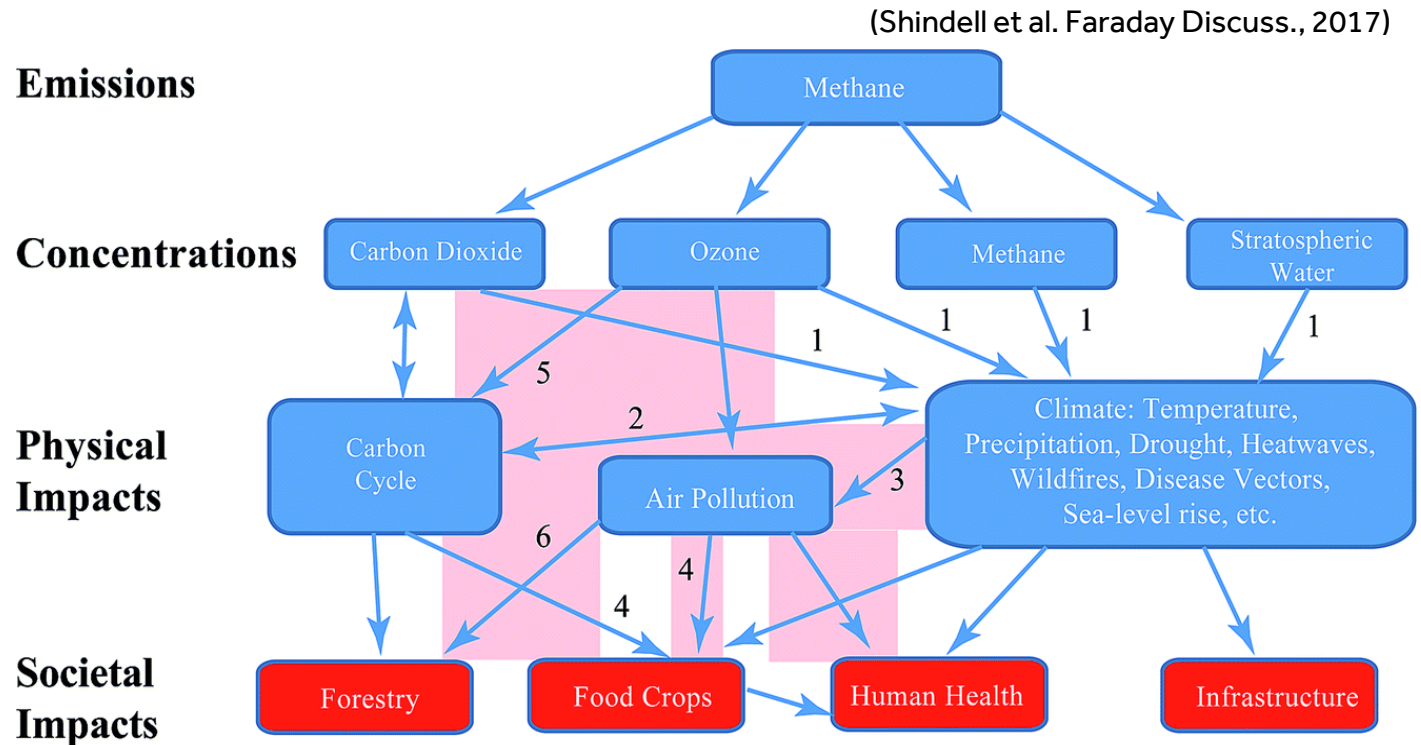 (Shindell et al. Faraday Discuss., 2017)
Emissions
Methane
Concentrations
Carbon Dioxide
Ozone
Methane
Stratospheric
Water
1
1
1
1
5
2
3
Physical
Impacts
Carbon
Cycle
Air Pollution
Climate: Temperature,
Precipitation, Drought, Heatwaves,
Wildfires, Disease Vectors,
Sea-level rise, etc.
6
4
4
Societal
Impacts
Forestry
Food Crops
Human Health
Infrastructure